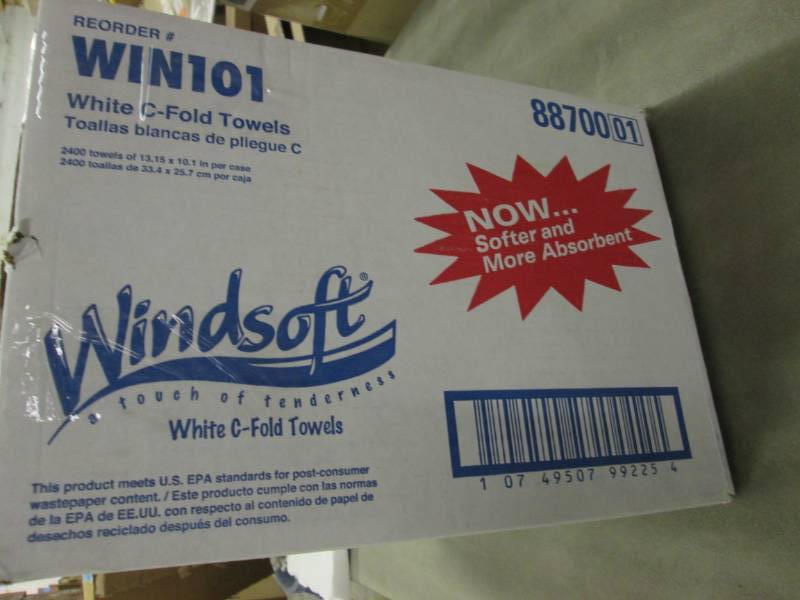 REORDER #
WIN101
White C-Fold Towels
Toallas blancas de pliegue C
2400 towels of 13.15 x 10.1 in per case
2400 toallas de 33.4 x 25.7 cm por caja
88700 01
NOW...
Softer and
More Absorbent
Windsoft®
a touch of tenderness
White C-Fold Towels
This product meets U.S. EPA standards for post-consumer
wastepaper content. / Este producto cumple con las normas
de la EPA de EE.UU. con respecto al contenido de papel de
desechos reciclado después del consumo.
1 07 49507 99225 4